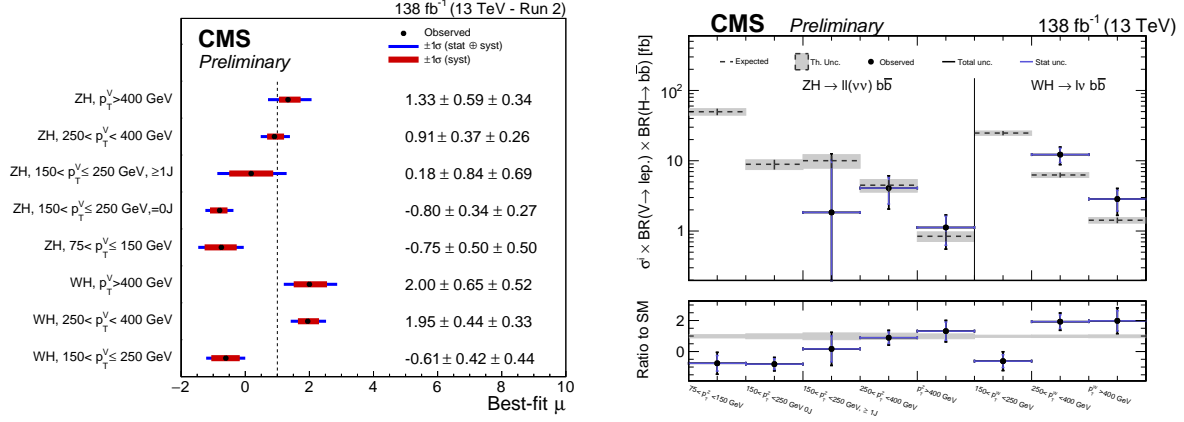 138 fb⁻¹ (13 TeV - Run 2)
CMS
Preliminary
Observed
±1σ (stat ⊕ syst)
±1σ (syst)
ZH, p_T^V>400 GeV 1.33 ± 0.59 ± 0.34
ZH, 250< p_T^V< 400 GeV 0.91 ± 0.37 ± 0.26
ZH, 150< p_T^V≤ 250 GeV, ≥1J 0.18 ± 0.84 ± 0.69
ZH, 150< p_T^V≤ 250 GeV,=0J -0.80 ± 0.34 ± 0.27
ZH, 75< p_T^V≤ 150 GeV -0.75 ± 0.50 ± 0.50
WH, p_T^V>400 GeV 2.00 ± 0.65 ± 0.52
WH, 250< p_T^V< 400 GeV 1.95 ± 0.44 ± 0.33
WH, 150< p_T^V≤ 250 GeV -0.61 ± 0.42 ± 0.44
−2 0 2 4 6 8 10
Best-fit μ
CMS Preliminary 138 fb⁻¹ (13 TeV)
Expected Th. Unc. Observed Total unc. Stat unc.
ZH → ll(νν) bb̅ WH → lν bb̅
σⁱ × BR(V→ lep.) × BR(H→ bb̅) [fb]
10²
10
1
Ratio to SM
2
0
75< p_T^Z <150 GeV
150< p_T^Z <250 GeV 0J
150< p_T^Z <250 GeV, ≥ 1J
250< p_T^Z <400 GeV
p_T^Z >400 GeV
150< p_T^W <250 GeV
250< p_T^W <400 GeV
p_T^W >400 GeV